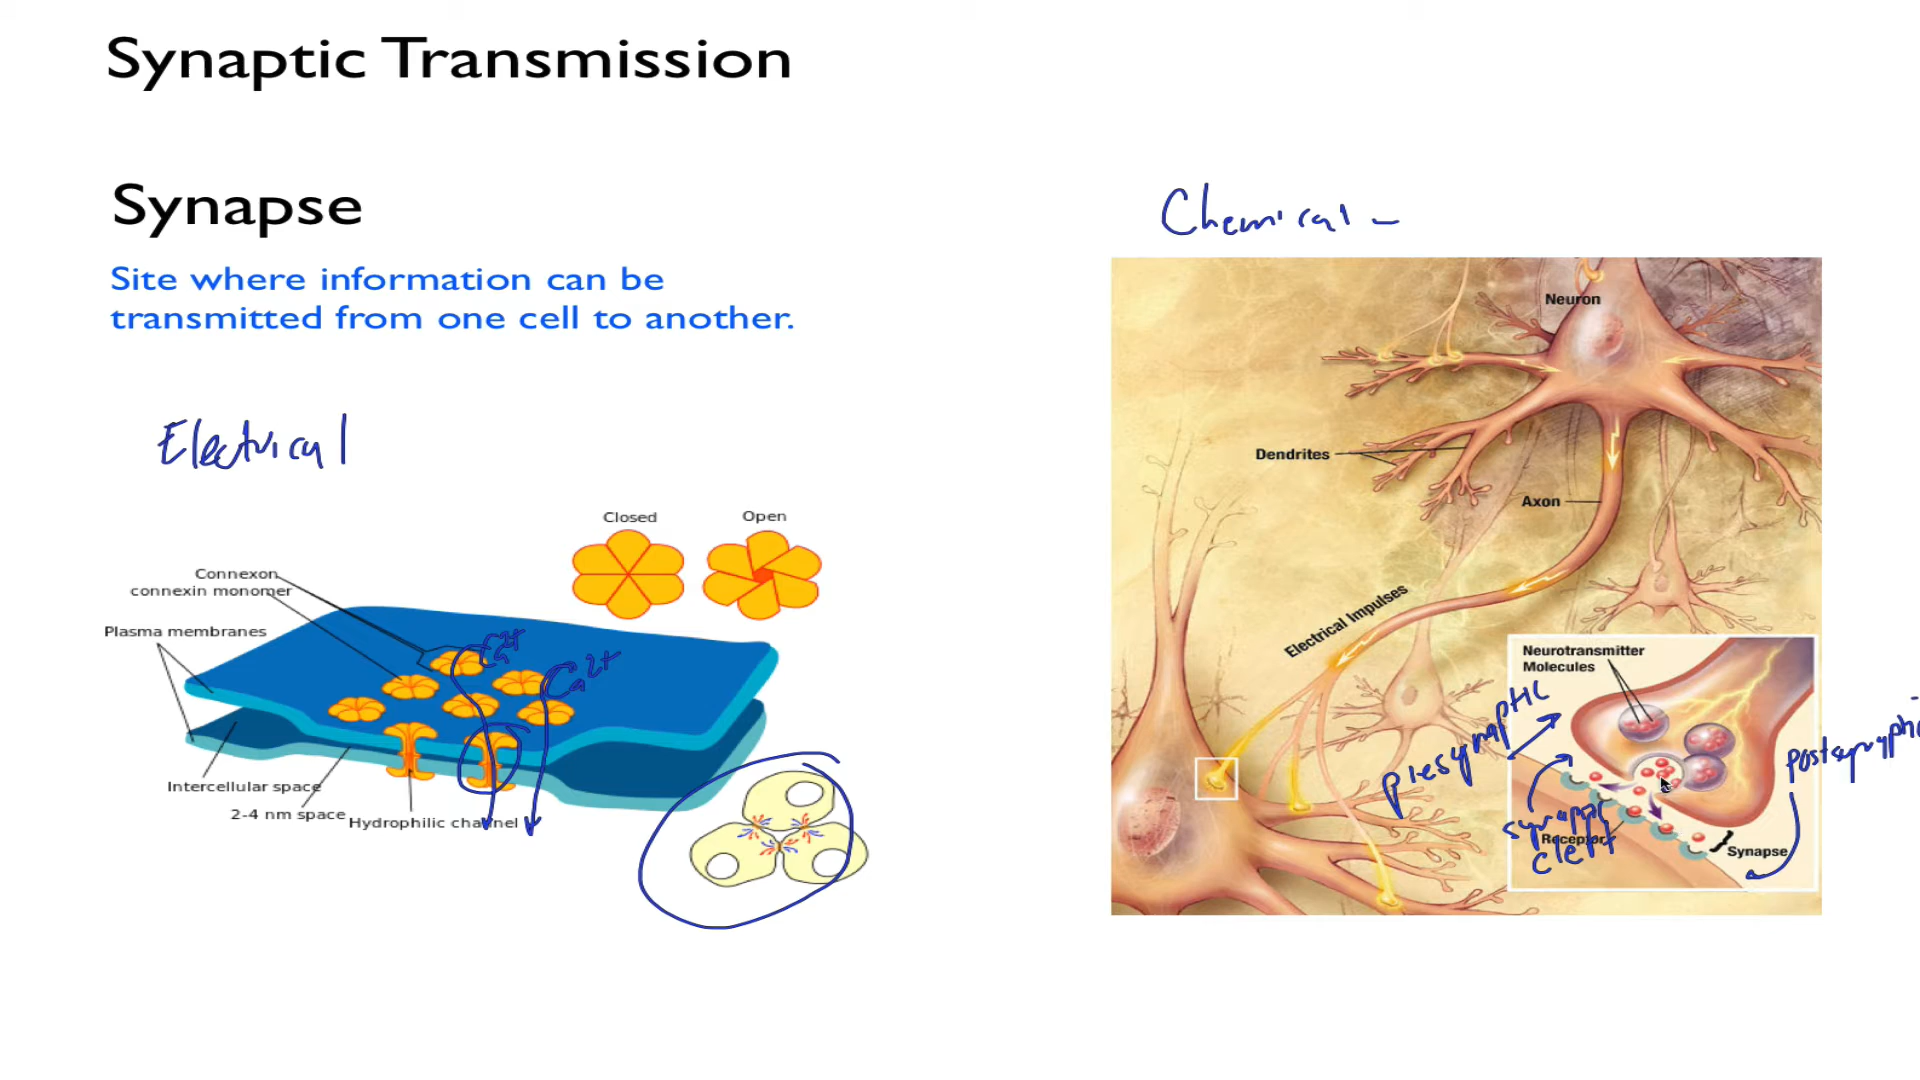 Synaptic Transmission
Synapse
Site where information can be
transmitted from one cell to another.
Electrical
Closed
Open
Connexon
connexin monomer
Plasma membranes
Ca2+
Ca2+
Intercellular space
2-4 nm space
Hydrophilic channel
Chemical -
Neuron
Dendrites
Axon
Electrical Impulses
Neurotransmitter
Molecules
presynaptic
postsynaptic
synaptic
cleft
Receptor
Synapse